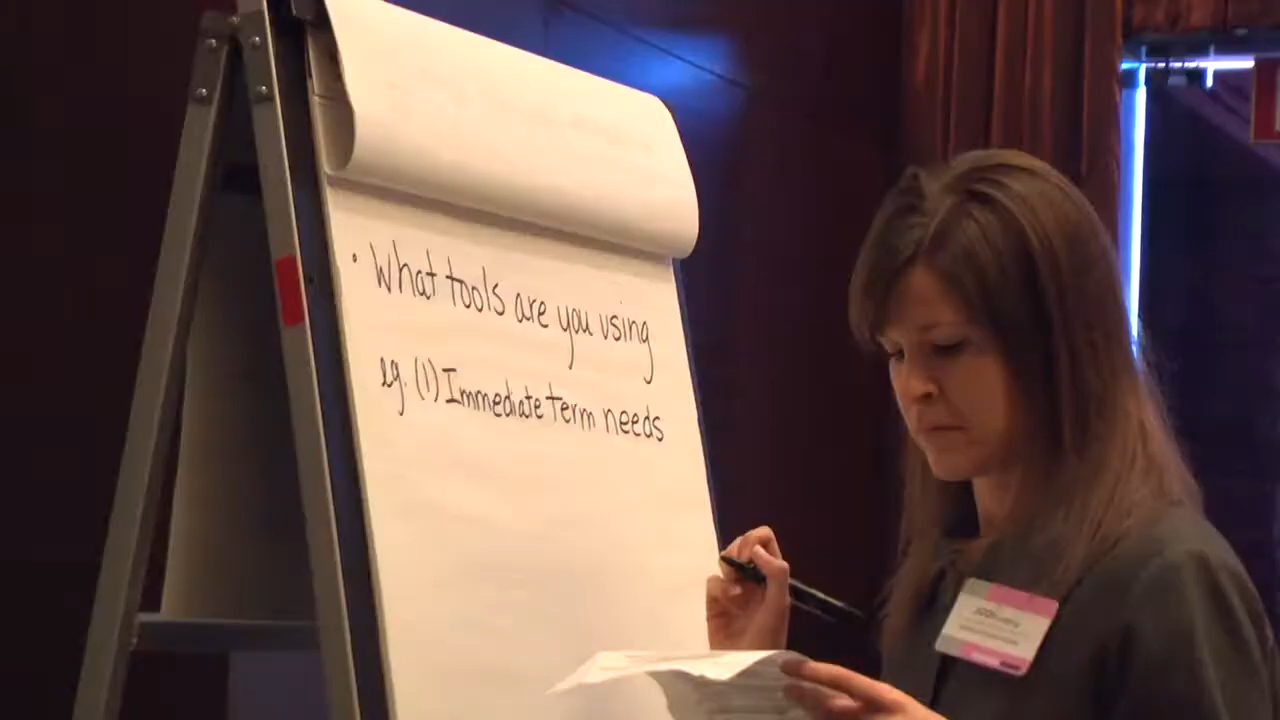 • What tools are you using
eg. (1) Immediate term needs